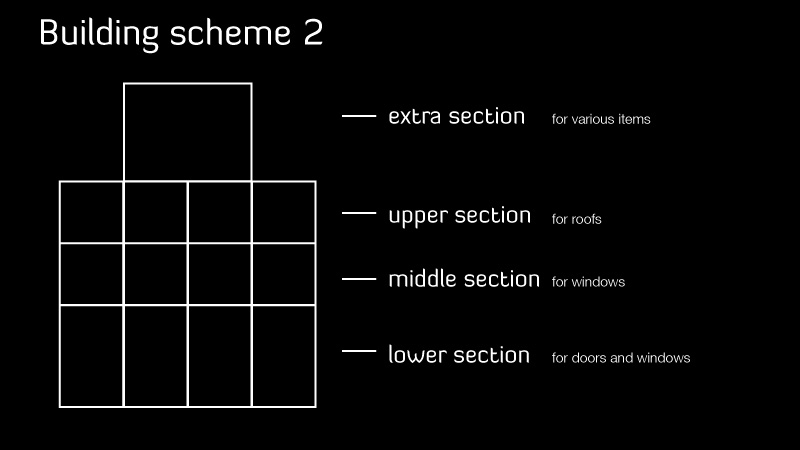 Building scheme 2
extra section for various items
upper section for roofs
middle section for windows
lower section for doors and windows